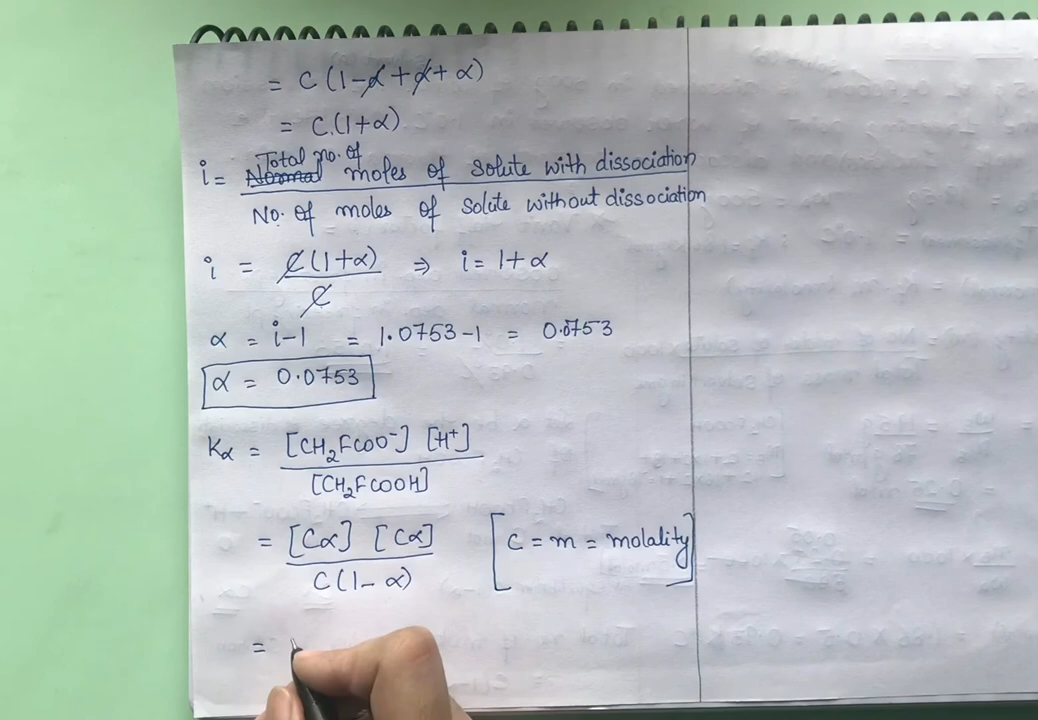 = C (1-α+α+α)
= C.(1+α)
Total no. of
i = Normal moles of solute with dissociation
No. of moles of solute without dissociation
i = C(1+α) / C ⇒ i = 1+α
α = i-1 = 1.0753-1 = 0.0753
α = 0.0753
Kα = [CH₂FCOO⁻] [H⁺] / [CH₂FCOOH]
= [Cα] [Cα] / C(1-α) [C = m = molality]
=